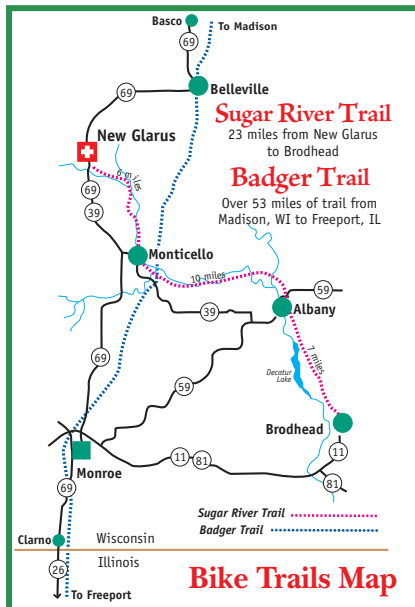 Basco
To Madison
69
69
Belleville
Sugar River Trail
23 miles from New Glarus
to Brodhead
Badger Trail
Over 53 miles of trail from
Madison, WI to Freeport, IL
New Glarus
6 miles
69
39
Monticello
10 miles
59
39
Albany
69
7 miles
59
Decatur
Lake
Brodhead
11
81
11
81
Monroe
69
Sugar River Trail
Badger Trail
Clarno
Wisconsin
Illinois
26
To Freeport
Bike Trails Map